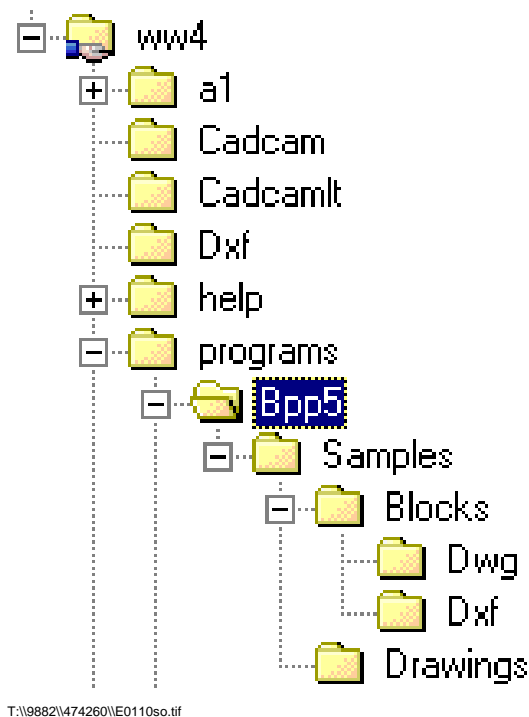 ww4
a1
Cadcam
Cadcamlt
Dxf
help
programs
Bpp5
Samples
Blocks
Dwg
Dxf
Drawings
T:\\9882\\474260\\E0110so.tif